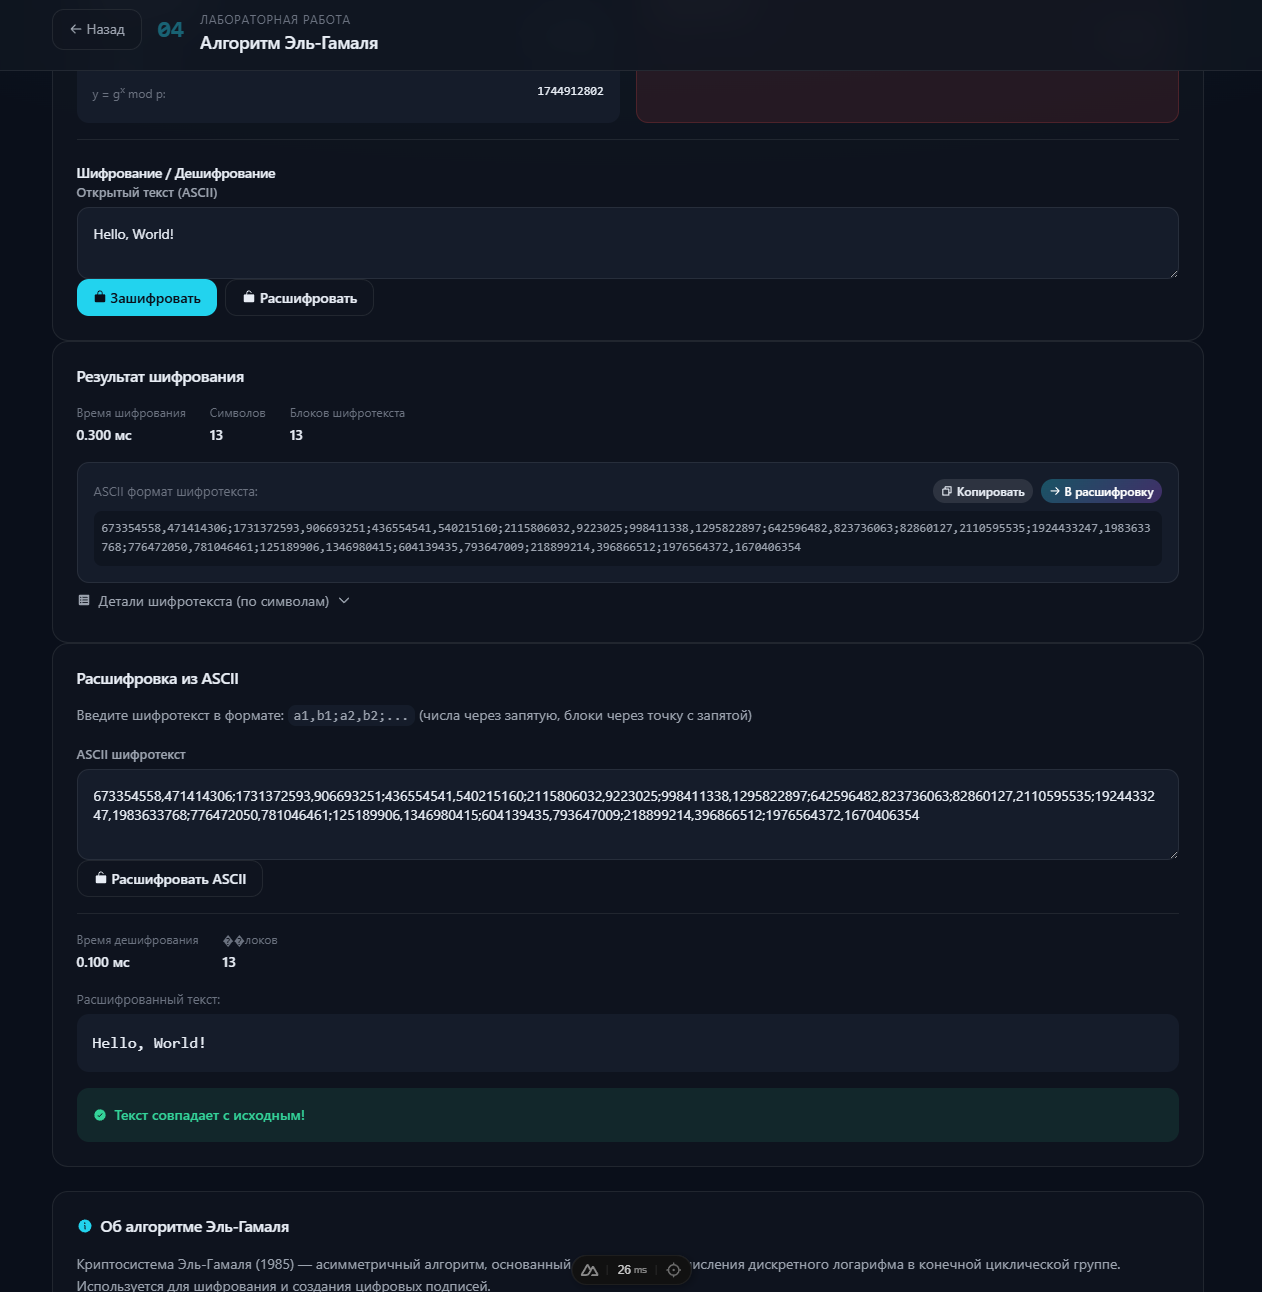 ← Назад
04
ЛАБОРАТОРНАЯ РАБОТА
Алгоритм Эль-Гамаля
y = g^x mod p:
1744912802
Шифрование / Дешифрование
Открытый текст (ASCII)
Hello, World!
Зашифровать
Расшифровать
Результат шифрования
Время шифрования
Символов
Блоков шифротекста
0.300 мс
13
13
ASCII формат шифротекста:
Копировать
→ В расшифровку
673354558,471414306;1731372593,906693251;436554541,540215160;2115806032,9223025;998411338,1295822897;642596482,823736063;82860127,2110595535;1924433247,1983633
768;776472050,781046461;125189906,1346980415;604139435,793647009;218899214,396866512;1976564372,1670406354
Детали шифротекста (по символам)
Расшифровка из ASCII
Введите шифротекст в формате: a1,b1;a2,b2;... (числа через запятую, блоки через точку с запятой)
ASCII шифротекст
673354558,471414306;1731372593,906693251;436554541,540215160;2115806032,9223025;998411338,1295822897;642596482,823736063;82860127,2110595535;19244332
47,1983633768;776472050,781046461;125189906,1346980415;604139435,793647009;218899214,396866512;1976564372,1670406354
Расшифровать ASCII
Время дешифрования
��локов
0.100 мс
13
Расшифрованный текст:
Hello, World!
Текст совпадает с исходным!
Об алгоритме Эль-Гамаля
Криптосистема Эль-Гамаля (1985) — асимметричный алгоритм, основанный
числения дискретного логарифма в конечной циклической группе.
26 ms
Используется для шифрования и создания цифровых подписей.